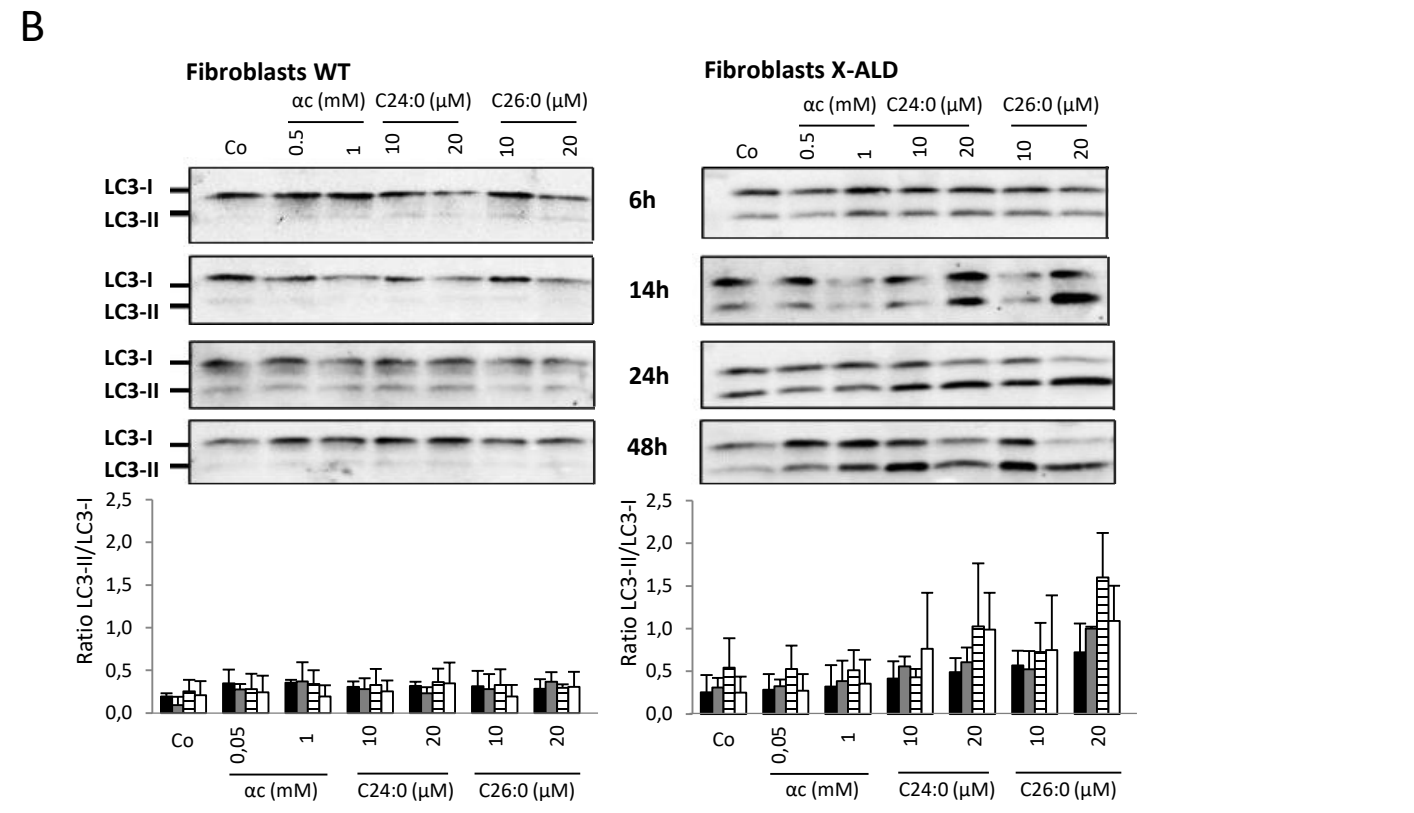 B
Fibroblasts WT
αc (mM) C24:0 (μM) C26:0 (μM)
Co 0.5 1 10 20 10 20
LC3-I
LC3-II
LC3-I
LC3-II
LC3-I
LC3-II
LC3-I
LC3-II
Fibroblasts X-ALD
αc (mM) C24:0 (μM) C26:0 (μM)
Co 0.5 1 10 20 10 20
6h
14h
24h
48h
Ratio LC3-II/LC3-I
2,5
2,0
1,5
1,0
0,5
0,0
Co 0,05 1 10 20 10 20
αc (mM) C24:0 (μM) C26:0 (μM)
Ratio LC3-II/LC3-I
2,5
2,0
1,5
1,0
0,5
0,0
Co 0,05 1 10 20 10 20
αc (mM) C24:0 (μM) C26:0 (μM)